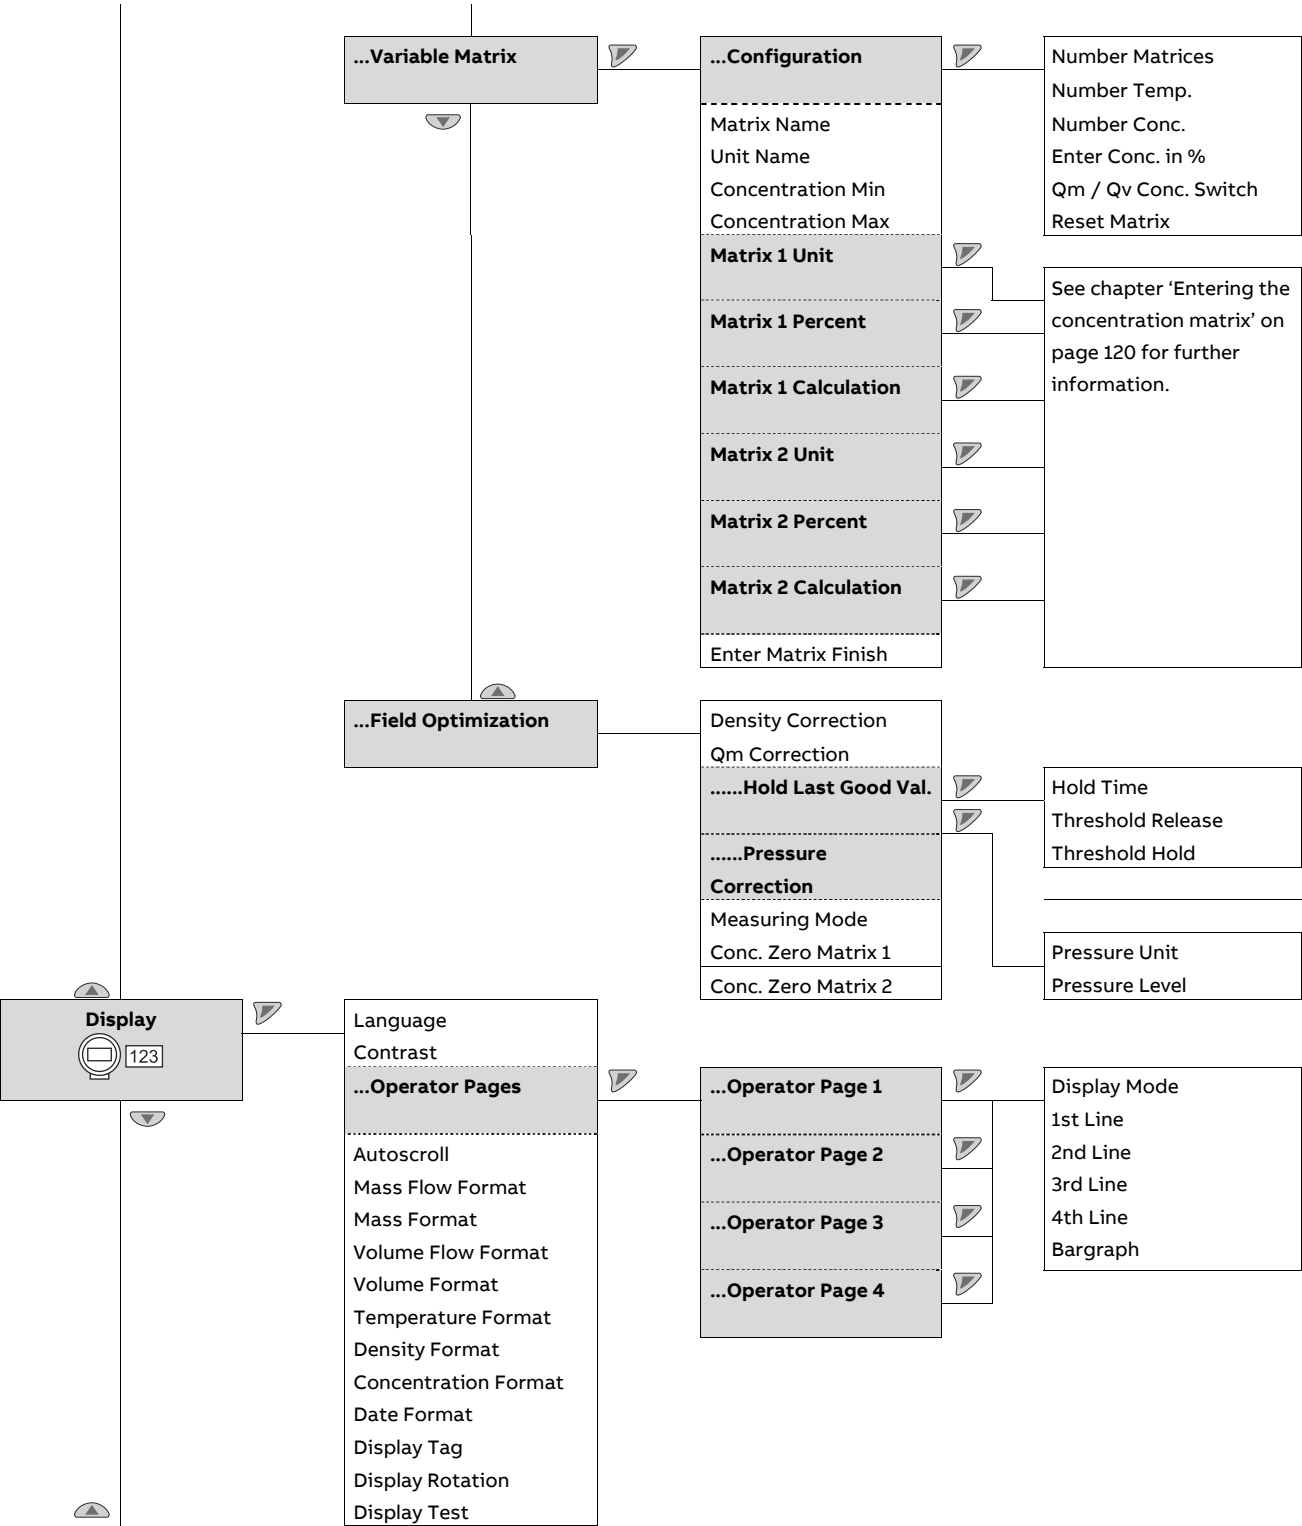 ...Variable Matrix
...Configuration
Number Matrices
Number Temp.
Matrix Name
Number Conc.
Unit Name
Enter Conc. in %
Concentration Min
Qm / Qv Conc. Switch
Concentration Max
Reset Matrix
Matrix 1 Unit
See chapter ‘Entering the
concentration matrix’ on
page 120 for further
information.
Matrix 1 Percent
Matrix 1 Calculation
Matrix 2 Unit
Matrix 2 Percent
Matrix 2 Calculation
Enter Matrix Finish
...Field Optimization
Density Correction
Qm Correction
......Hold Last Good Val.
Hold Time
Threshold Release
Threshold Hold
......Pressure
Correction
Measuring Mode
Conc. Zero Matrix 1
Conc. Zero Matrix 2
Pressure Unit
Pressure Level
Display
123
Language
Contrast
...Operator Pages
Autoscroll
Mass Flow Format
Mass Format
Volume Flow Format
Volume Format
Temperature Format
Density Format
Concentration Format
Date Format
Display Tag
Display Rotation
Display Test
...Operator Page 1
...Operator Page 2
...Operator Page 3
...Operator Page 4
Display Mode
1st Line
2nd Line
3rd Line
4th Line
Bargraph